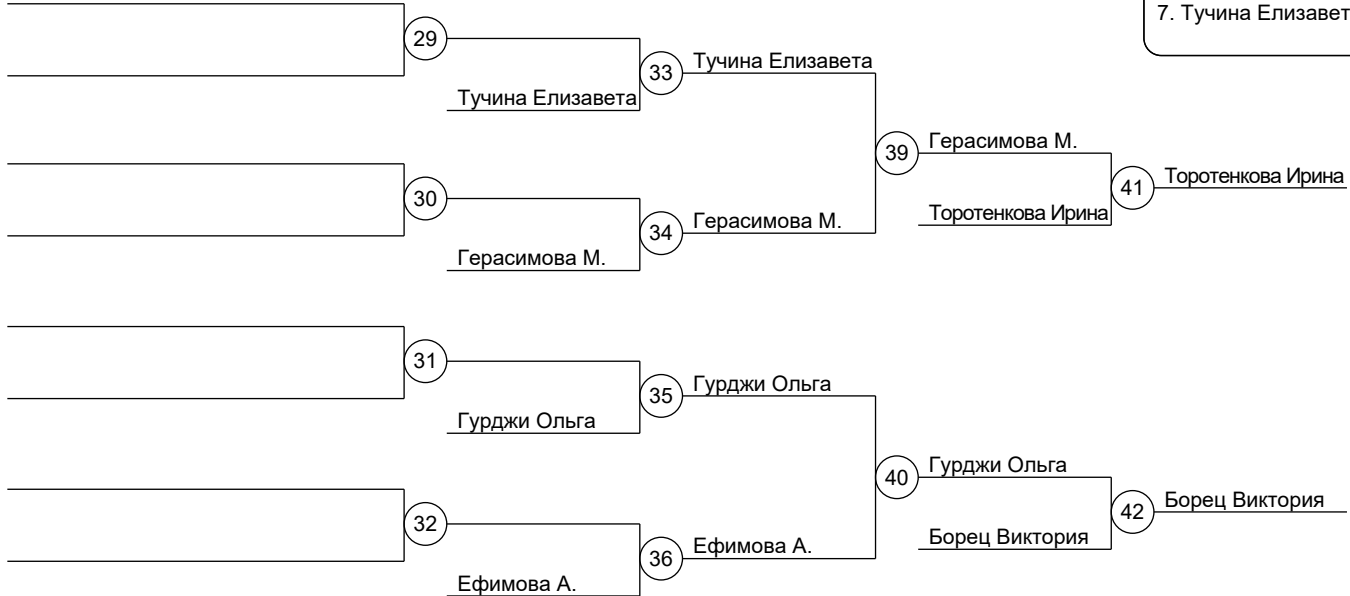 7. Тучина Елизавет
29
33
Тучина Елизавета
Тучина Елизавета
39
Герасимова М.
30
41
Торотенкова Ирина
Торотенкова Ирина
34
Герасимова М.
Герасимова М.
31
35
Гурджи Ольга
Гурджи Ольга
40
Гурджи Ольга
32
42
Борец Виктория
Борец Виктория
36
Ефимова А.
Ефимова А.